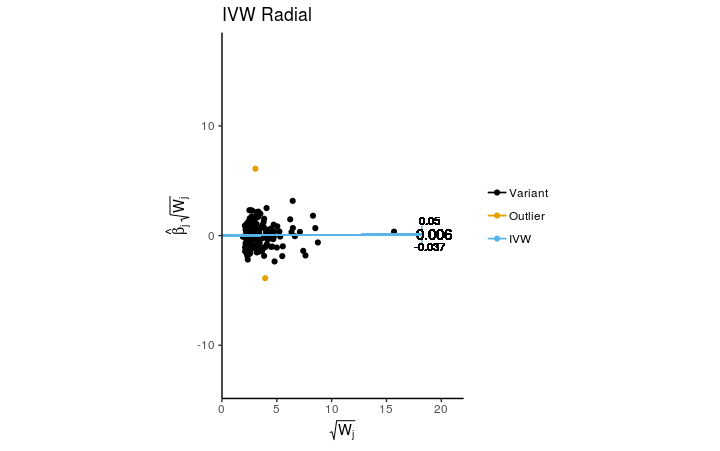 IVW Radial
β̂j√Wj
10
0
-10
0.05
0.006
-0.037
0
5
10
15
20
√Wj
Variant
Outlier
IVW